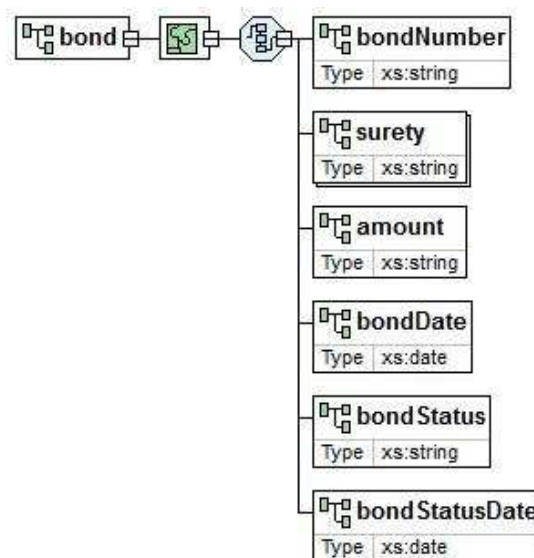 bond
bondNumber
Type xs:string
surety
Type xs:string
amount
Type xs:string
bondDate
Type xs:date
bondStatus
Type xs:string
bondStatusDate
Type xs:date